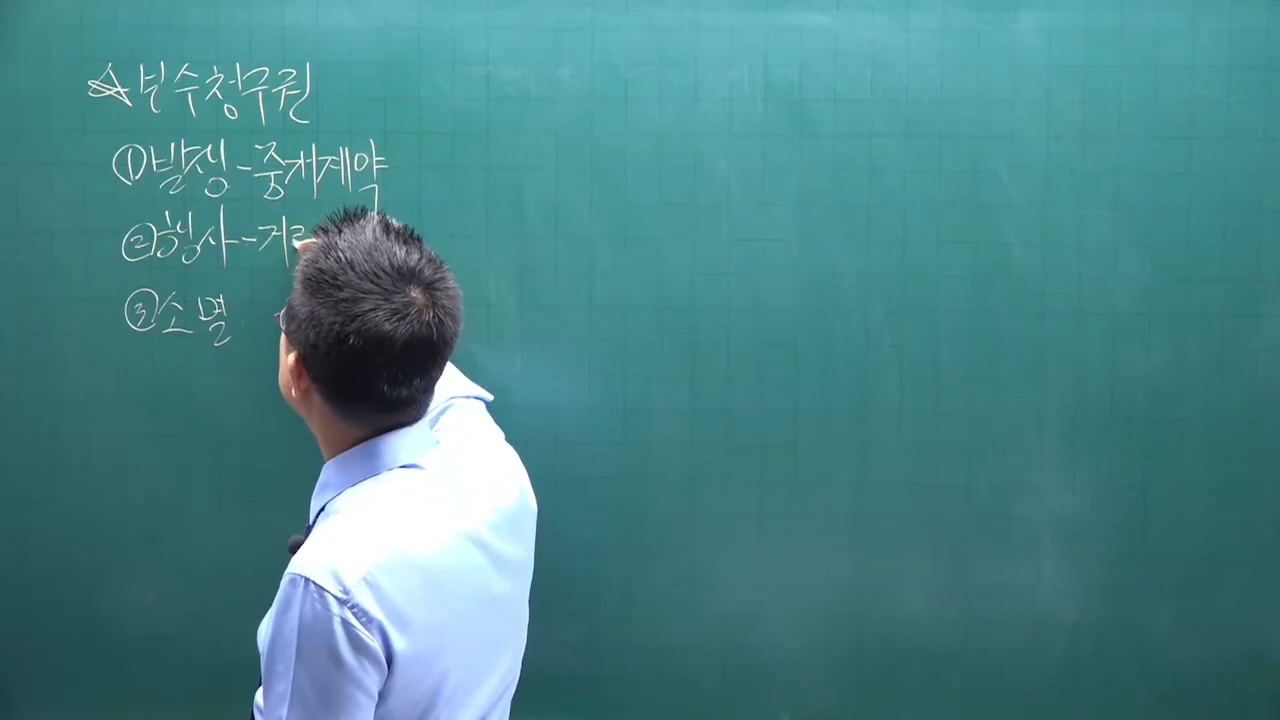 ☆보수청구권
①발생-중개계약
②행사-거
③소멸